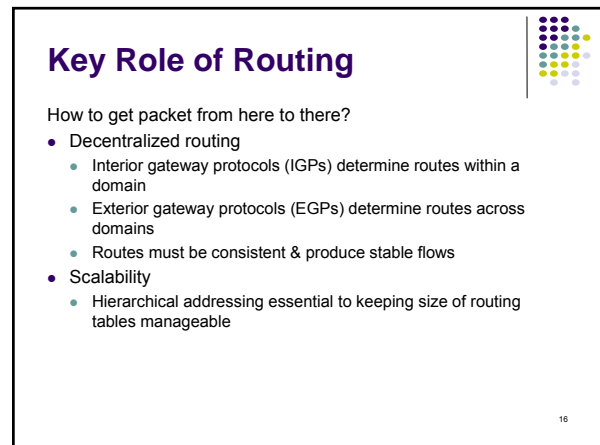 Key Role of Routing
How to get packet from here to there?
● Decentralized routing
● Interior gateway protocols (IGPs) determine routes within a
domain
● Exterior gateway protocols (EGPs) determine routes across
domains
● Routes must be consistent & produce stable flows
● Scalability
● Hierarchical addressing essential to keeping size of routing
tables manageable
16